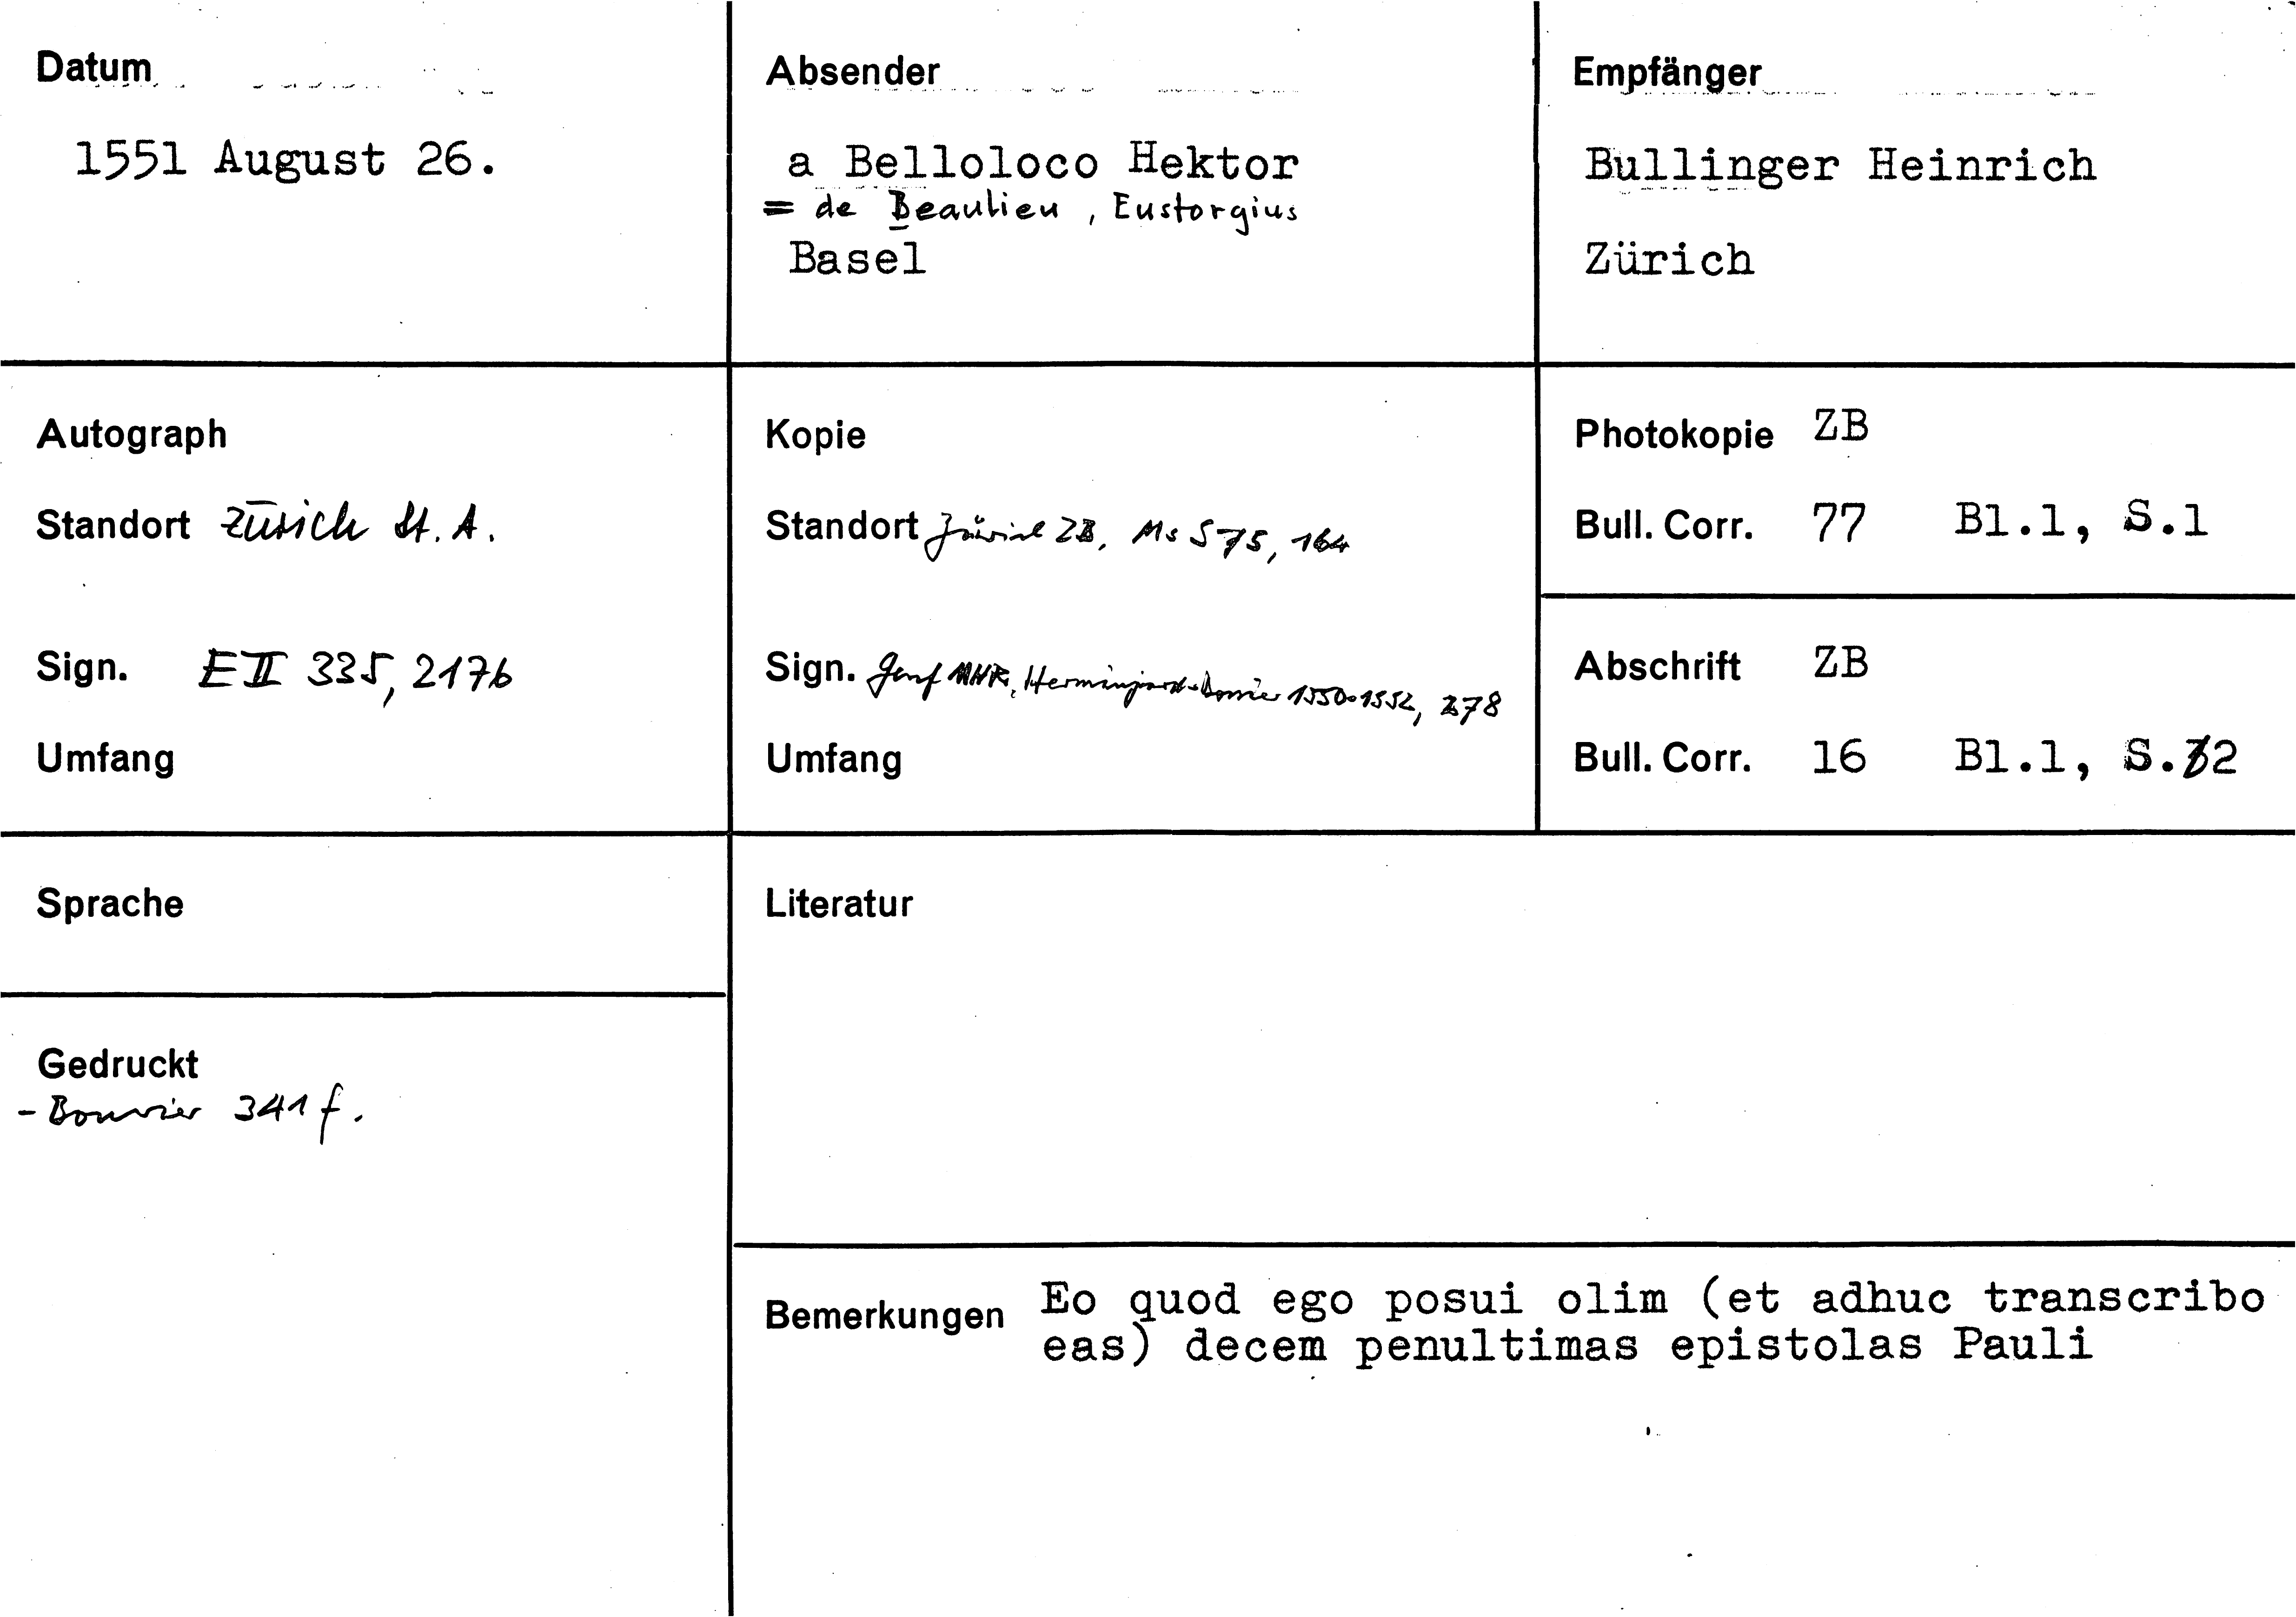 Datum
1551 August 26.
Absender
a Belloloco Hektor
= de Beaulieu, Eustorgius
Basel
Empfänger
Bullinger Heinrich
Zürich
Autograph
Standort Zürich St. A.
Sign. E II 335, 2176
Umfang
Kopie
Standort Zürich ZB, Ms S 75, 164
Sign. Genf MHR, Herminjard-Dossier 1550-1552, 278
Umfang
Photokopie ZB
Bull. Corr. 77 Bl.1, S.1
Abschrift ZB
Bull. Corr. 16 Bl.1, S.2
Sprache
Gedruckt
- Bouvier 341 f.
Literatur
Bemerkungen Eo quod ego posui olim (et adhuc transcribo
eas) decem penultimas epistolas Pauli